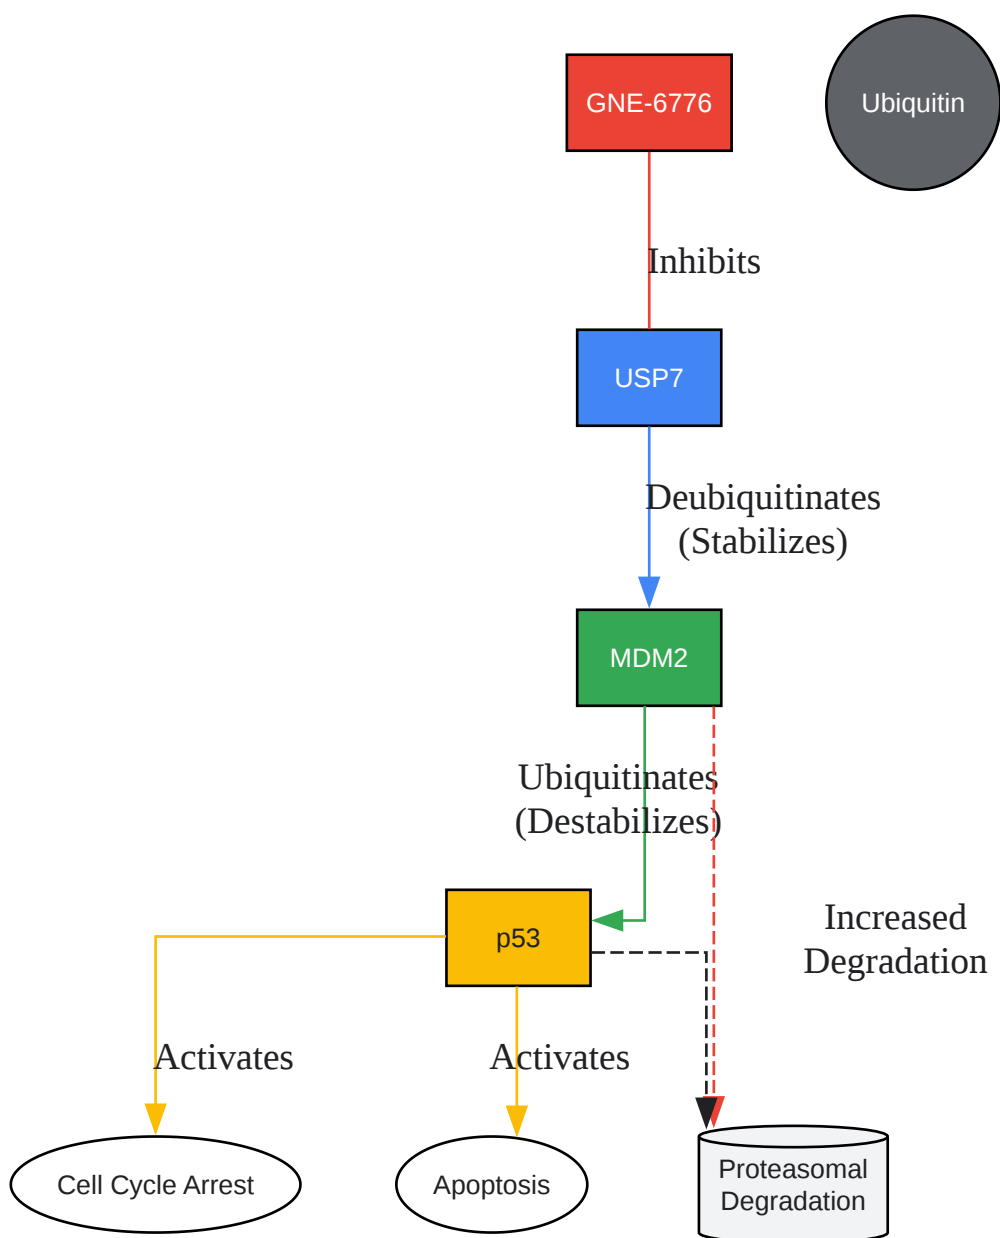 GNE-6776
Ubiquitin
Inhibits
USP7
Deubiquitinates
(Stabilizes)
MDM2
Ubiquitinates
(Destabilizes)
p53
Increased
Degradation
Activates
Activates
Cell Cycle Arrest
Apoptosis
Proteasomal
Degradation